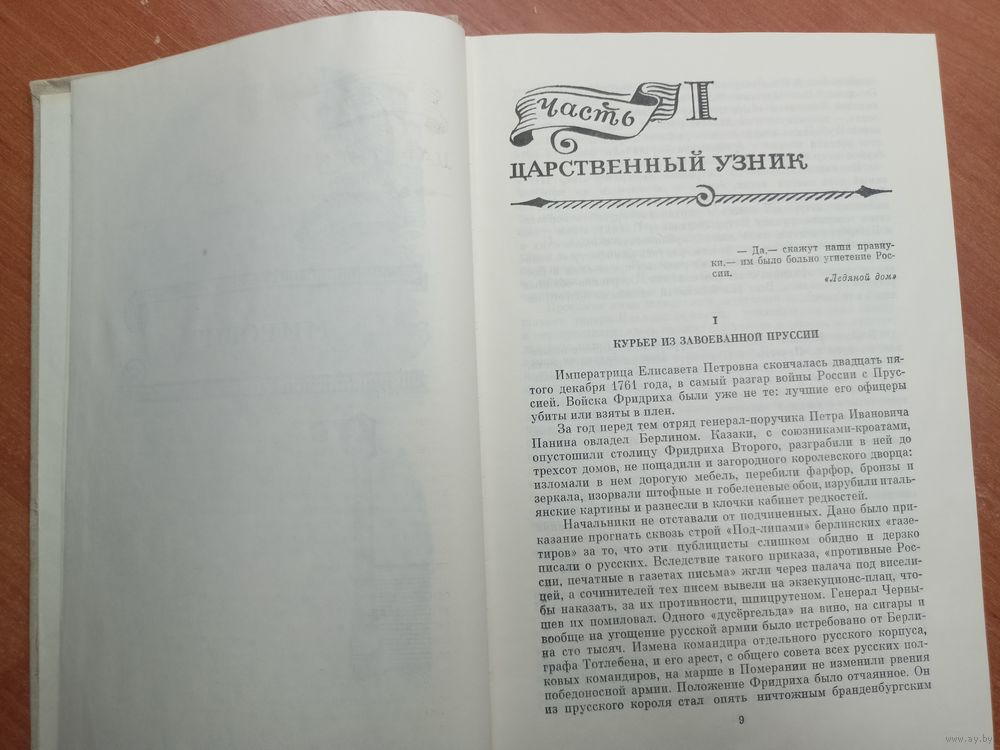 Часть I
ЦАРСТВЕННЫЙ УЗНИК
— Да,— скажут наши правну-
ки,— им было больно угнетение Рос-
сии.
«Ледяной дом»
I
КУРЬЕР ИЗ ЗАВОЕВАННОЙ ПРУССИИ
Императрица Елисавета Петровна скончалась двадцать пя-
того декабря 1761 года, в самый разгар войны России с Прус-
сией. Войска Фридриха были уже не те: лучшие его офицеры
убиты или взяты в плен.
За год перед тем отряд генерал-поручика Петра Ивановича
Панина овладел Берлином. Казаки, с союзниками-кроатами,
опустошили столицу Фридриха Второго, разграбили в ней до
трехсот домов, не пощадили и загородного королевского дворца:
изломали в нем дорогую мебель, перебили фарфор, бронзы и
зеркала, изорвали штофные и гобеленевые обои, изрубили италь-
янские картины и разнесли в клочки кабинет редкостей.
Начальники не отставали от подчиненных. Дано было при-
казание прогнать сквозь строй «Под-липами» берлинских «газе-
тиров» за то, что эти публицисты слишком обидно и дерзко
писали о русских. Вследствие такого приказа, «противные Рос-
сии, печатные в газетах письма» жгли через палача под висели-
цей, а сочинителей тех писем вывели на экзекуционс-плац, что-
бы наказать, за их противности, шпицрутеном. Генерал Черны-
шев их помиловал. Одного «дусёргельда» на вино, на сигары и
вообще на угощение русской армии было истребовано от Берли-
на сто тысяч. Измена командира отдельного русского корпуса,
графа Тотлебена, и его арест, с общего совета всех русских пол-
ковых командиров, на марше в Померании не изменили рвения
победоносной армии. Положение Фридриха было отчаянное. Он
из прусского короля стал опять ничтожным бранденбургским
9
www.ay.by